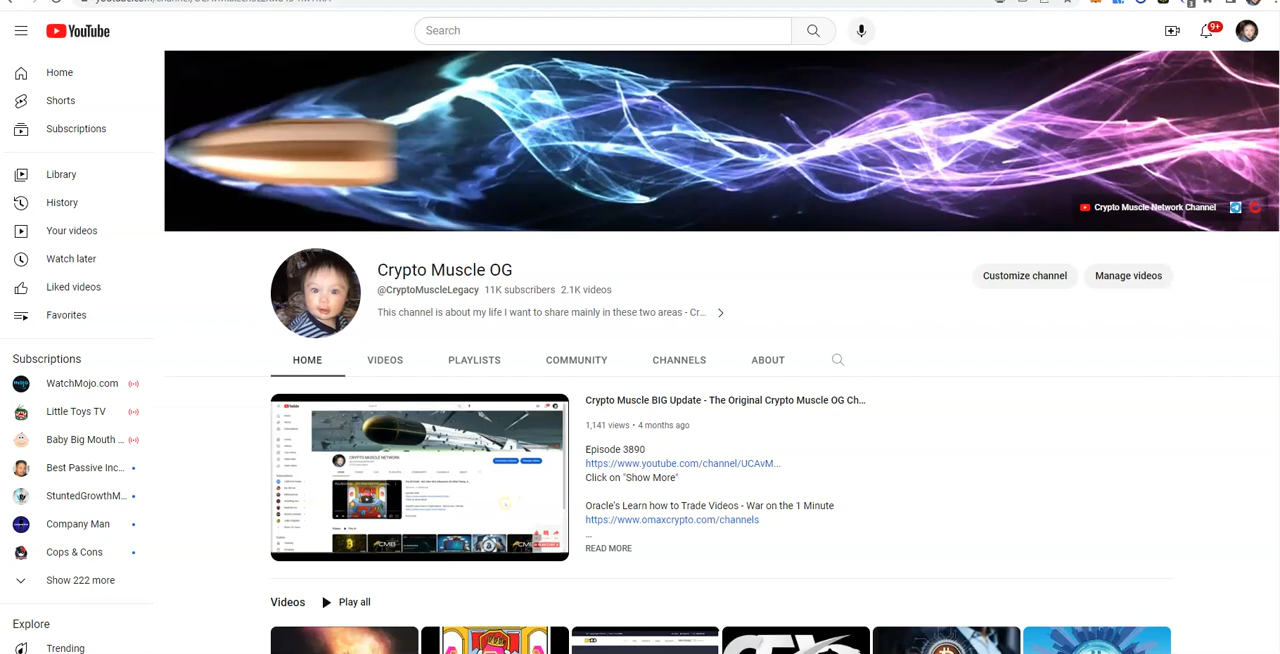 YouTube
Search
9+
Home
Shorts
Subscriptions
Library
History
Your videos
Watch later
Liked videos
Favorites
Subscriptions
WatchMojo.com
Little Toys TV
Baby Big Mouth ...
Best Passive Inc...
StuntedGrowthM...
Company Man
Cops & Cons
Show 222 more
Explore
Trending
Crypto Muscle Network Channel
Crypto Muscle OG
@CryptoMuscleLegacy 11K subscribers 2.1K videos
This channel is about my life I want to share mainly in these two areas - Cr...
Customize channel
Manage videos
HOME VIDEOS PLAYLISTS COMMUNITY CHANNELS ABOUT
Crypto Muscle BIG Update - The Original Crypto Muscle OG Ch...
1,141 views • 4 months ago
Episode 3890
https://www.youtube.com/channel/UCAvM...
Click on "Show More"
Oracle's Learn how to Trade Videos - War on the 1 Minute
https://www.omaxcrypto.com/channels
...
READ MORE
CRYPTO MUSCLE NETWORK
Videos Play all